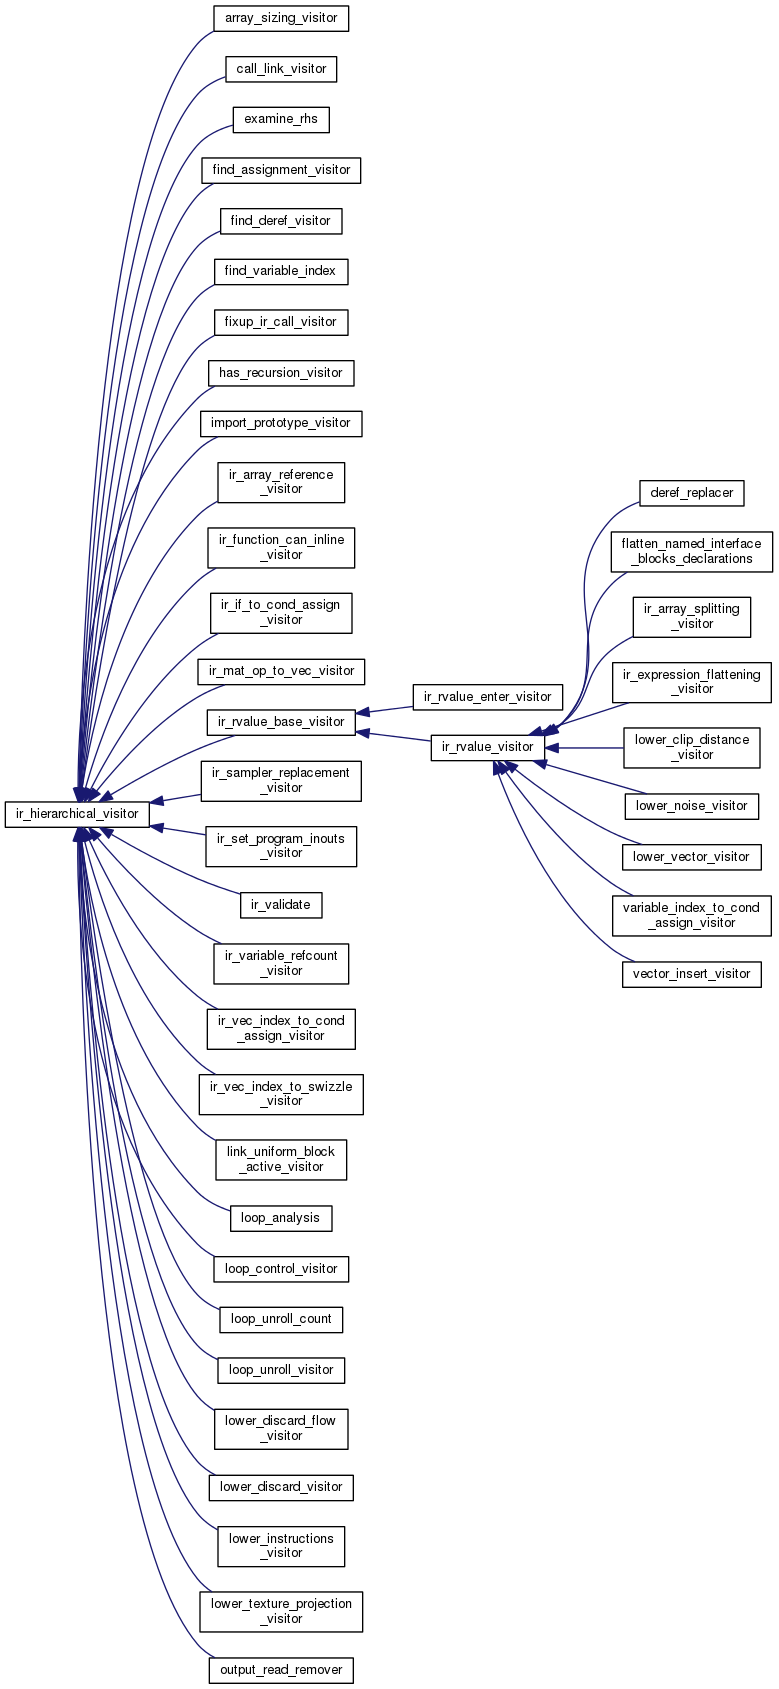 array_sizing_visitor
call_link_visitor
examine_rhs
find_assignment_visitor
find_deref_visitor
find_variable_index
fixup_ir_call_visitor
has_recursion_visitor
import_prototype_visitor
ir_array_reference
_visitor
ir_function_can_inline
_visitor
ir_if_to_cond_assign
_visitor
ir_mat_op_to_vec_visitor
ir_rvalue_base_visitor
ir_sampler_replacement
_visitor
ir_hierarchical_visitor
ir_set_program_inouts
_visitor
ir_validate
ir_variable_refcount
_visitor
ir_vec_index_to_cond
_assign_visitor
ir_vec_index_to_swizzle
_visitor
link_uniform_block
_active_visitor
loop_analysis
loop_control_visitor
loop_unroll_count
loop_unroll_visitor
lower_discard_flow
_visitor
lower_discard_visitor
lower_instructions
_visitor
lower_texture_projection
_visitor
output_read_remover
ir_rvalue_enter_visitor
ir_rvalue_visitor
deref_replacer
flatten_named_interface
_blocks_declarations
ir_array_splitting
_visitor
ir_expression_flattening
_visitor
lower_clip_distance
_visitor
lower_noise_visitor
lower_vector_visitor
variable_index_to_cond
_assign_visitor
vector_insert_visitor